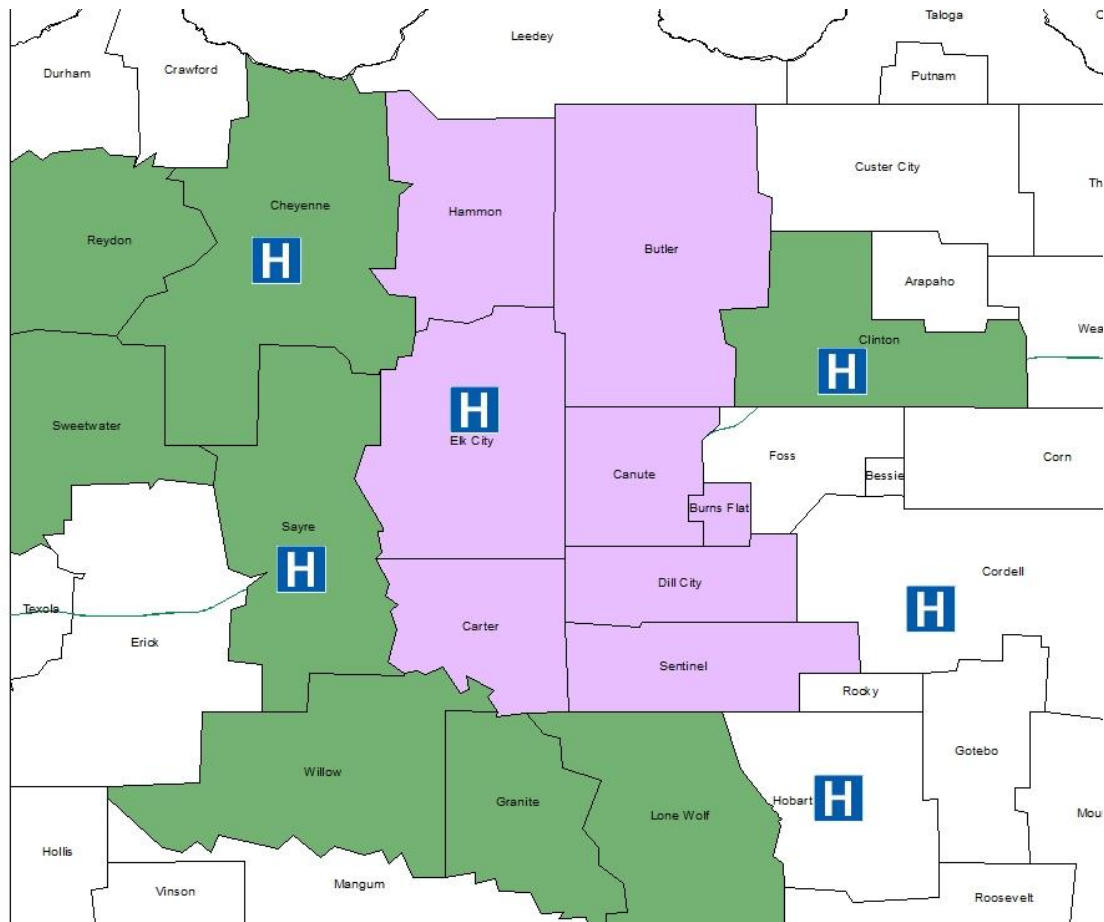 Taloga
Leedey
Durham
Crawford
Putnam
Custer City
Th
Cheyenne
Hammon
Reydon
Butler
H
Arapaho
Wea
Clinton
H
H
Sweetwater
Elk City
Foss
Corn
Canute
Bessie
Burns Flat
Sayre
H
Dill City
Cordell
H
Texola
Carter
Erick
Sentinel
Rocky
Gotebo
Willow
Granite
Hobart
H
Lone Wolf
Mou
Hollis
Mangum
Vinson
Roosevelt